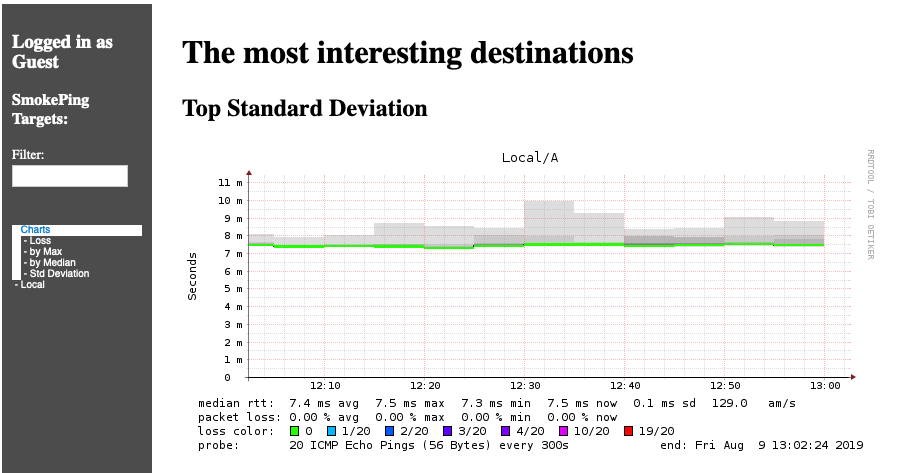 Logged in as
Guest
SmokePing
Targets:
Filter:
Charts
- Loss
- by Max
- by Median
- Std Deviation
- Local
The most interesting destinations
Top Standard Deviation
Local/A
RRDTOOL / TOBI OETIKER
Seconds
11 m
10 m
9 m
8 m
7 m
6 m
5 m
4 m
3 m
2 m
1 m
0
12:10 12:20 12:30 12:40 12:50 13:00
median rtt: 7.4 ms avg 7.5 ms max 7.3 ms min 7.5 ms now 0.1 ms sd 129.0 am/s
packet loss: 0.00 % avg 0.00 % max 0.00 % min 0.00 % now
loss color: 0 1/20 2/20 3/20 4/20 10/20 19/20
probe: 20 ICMP Echo Pings (56 Bytes) every 300s end: Fri Aug 9 13:02:24 2019